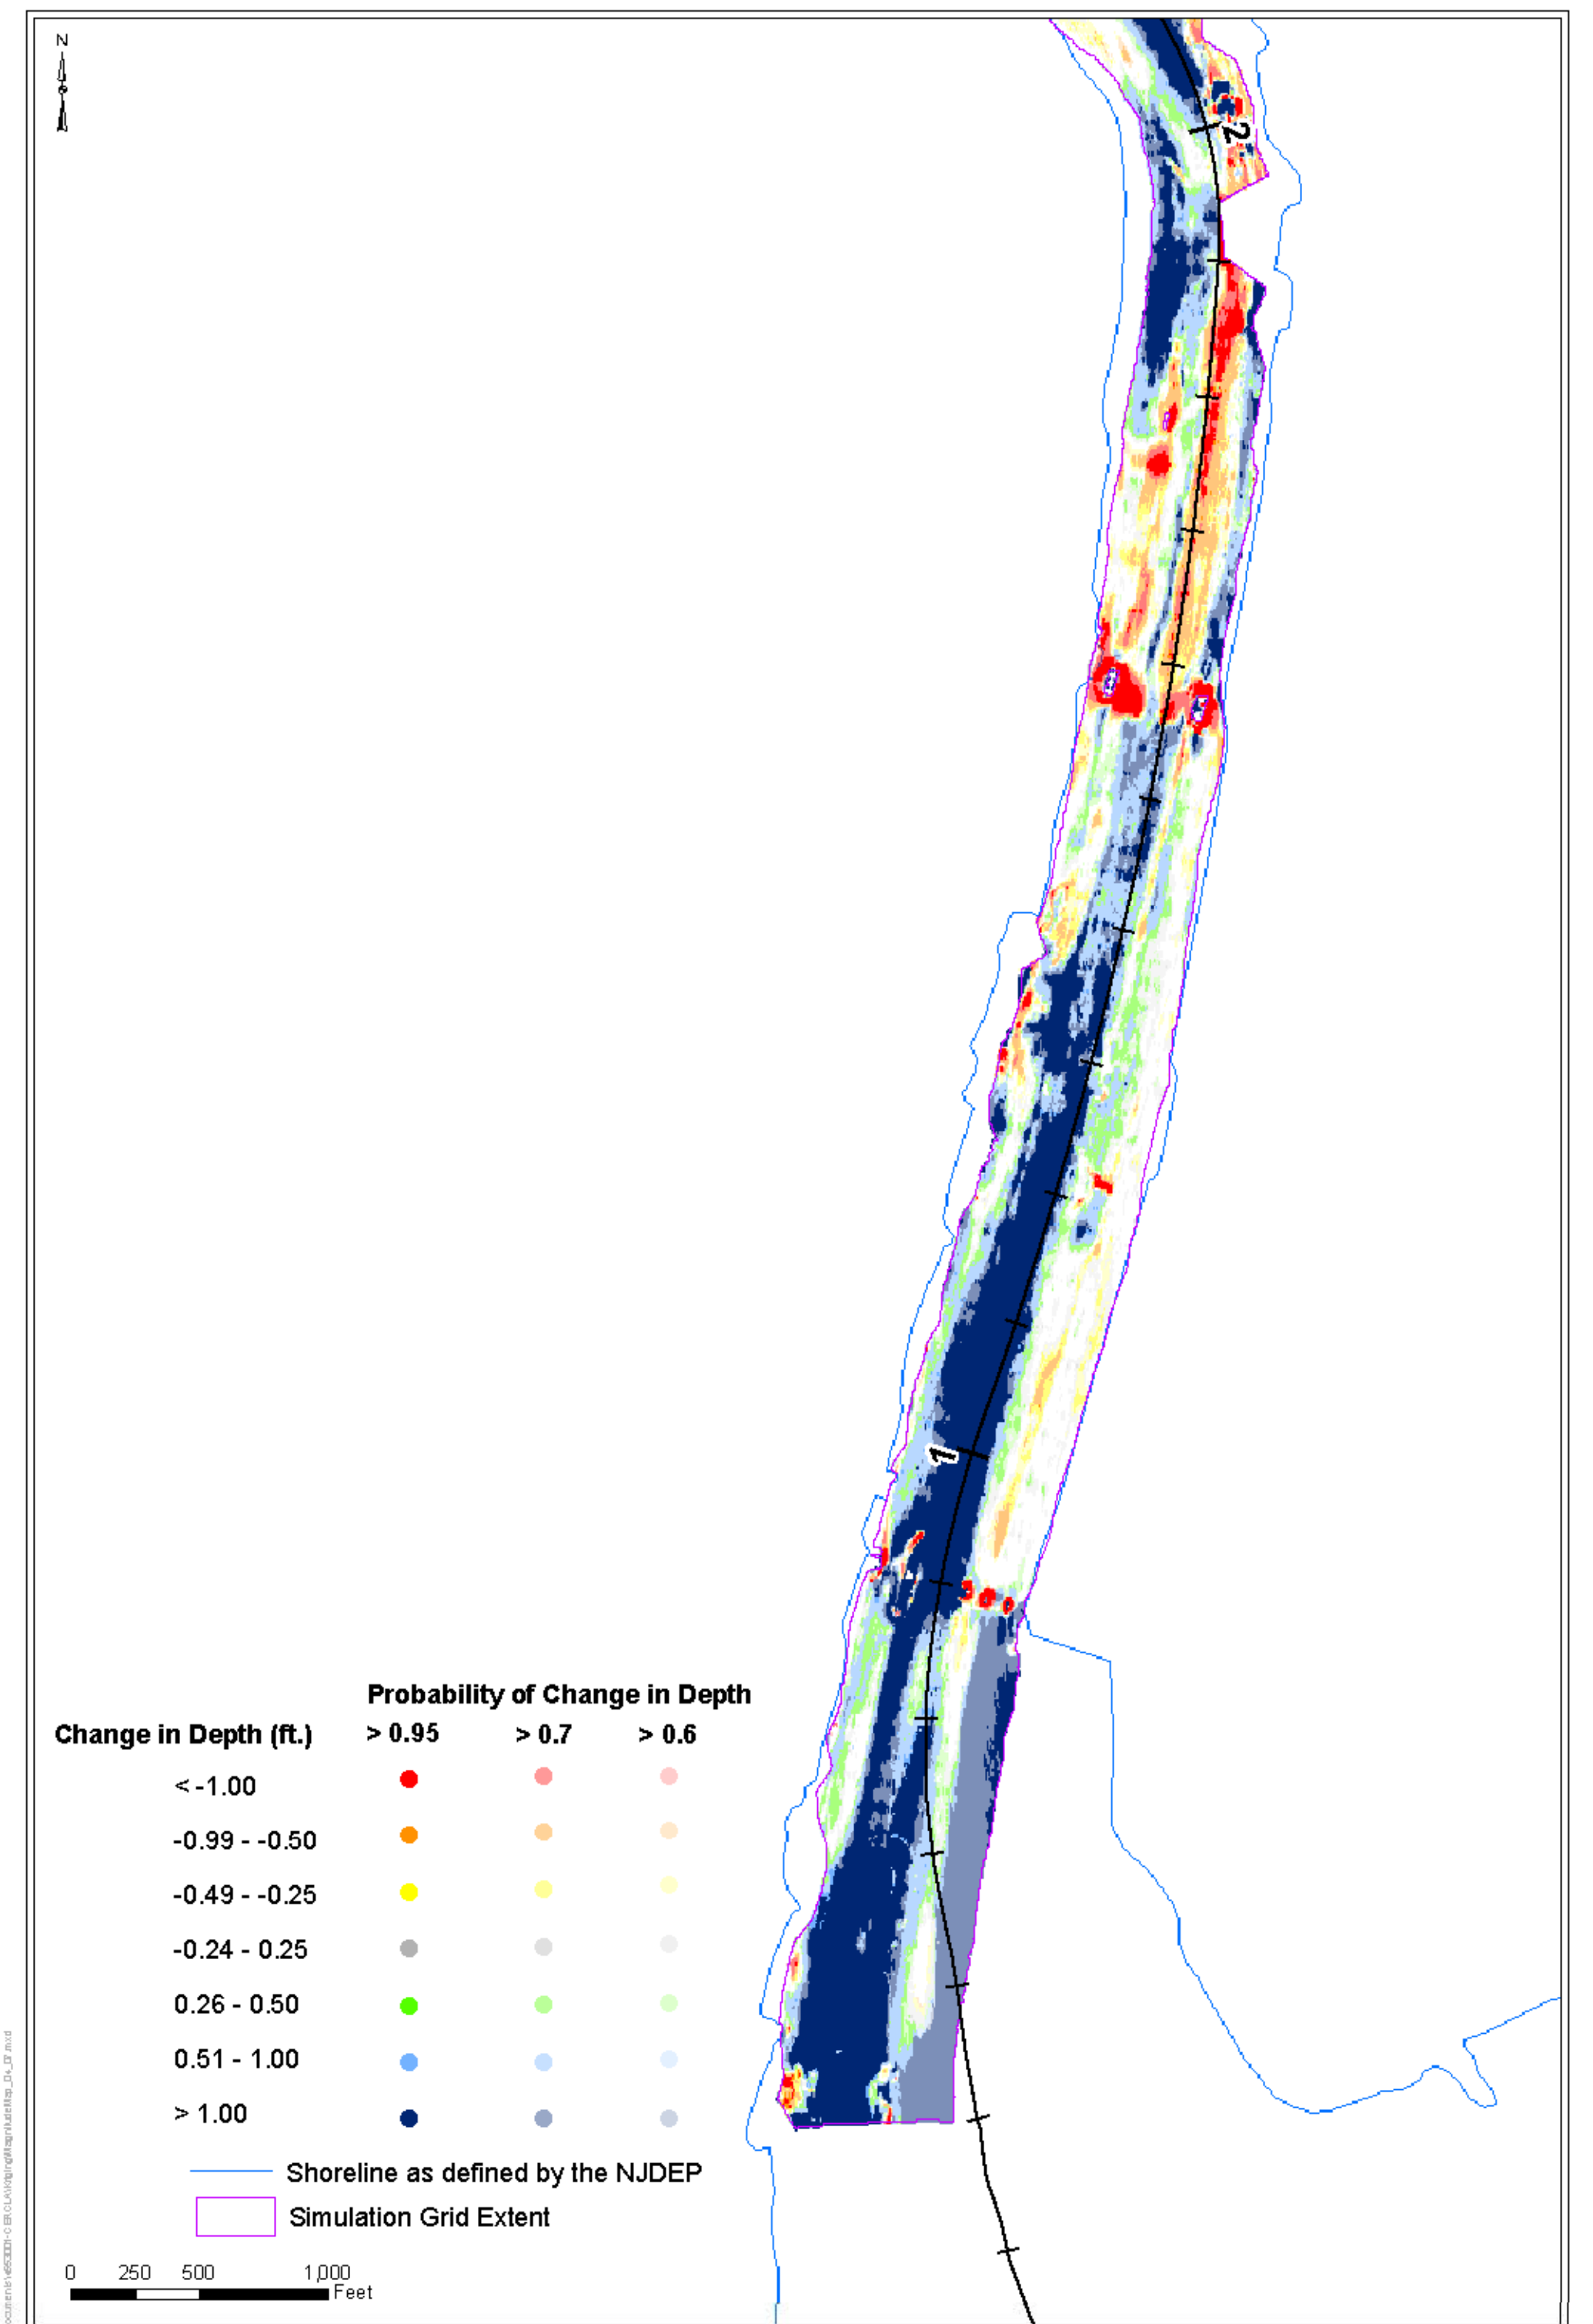 N
2
1
Probability of Change in Depth
Change in Depth (ft.) > 0.95 > 0.7 > 0.6
< -1.00
-0.99 - -0.50
-0.49 - -0.25
-0.24 - 0.25
0.26 - 0.50
0.51 - 1.00
> 1.00
Shoreline as defined by the NJDEP
Simulation Grid Extent
0 250 500 1,000
Feet